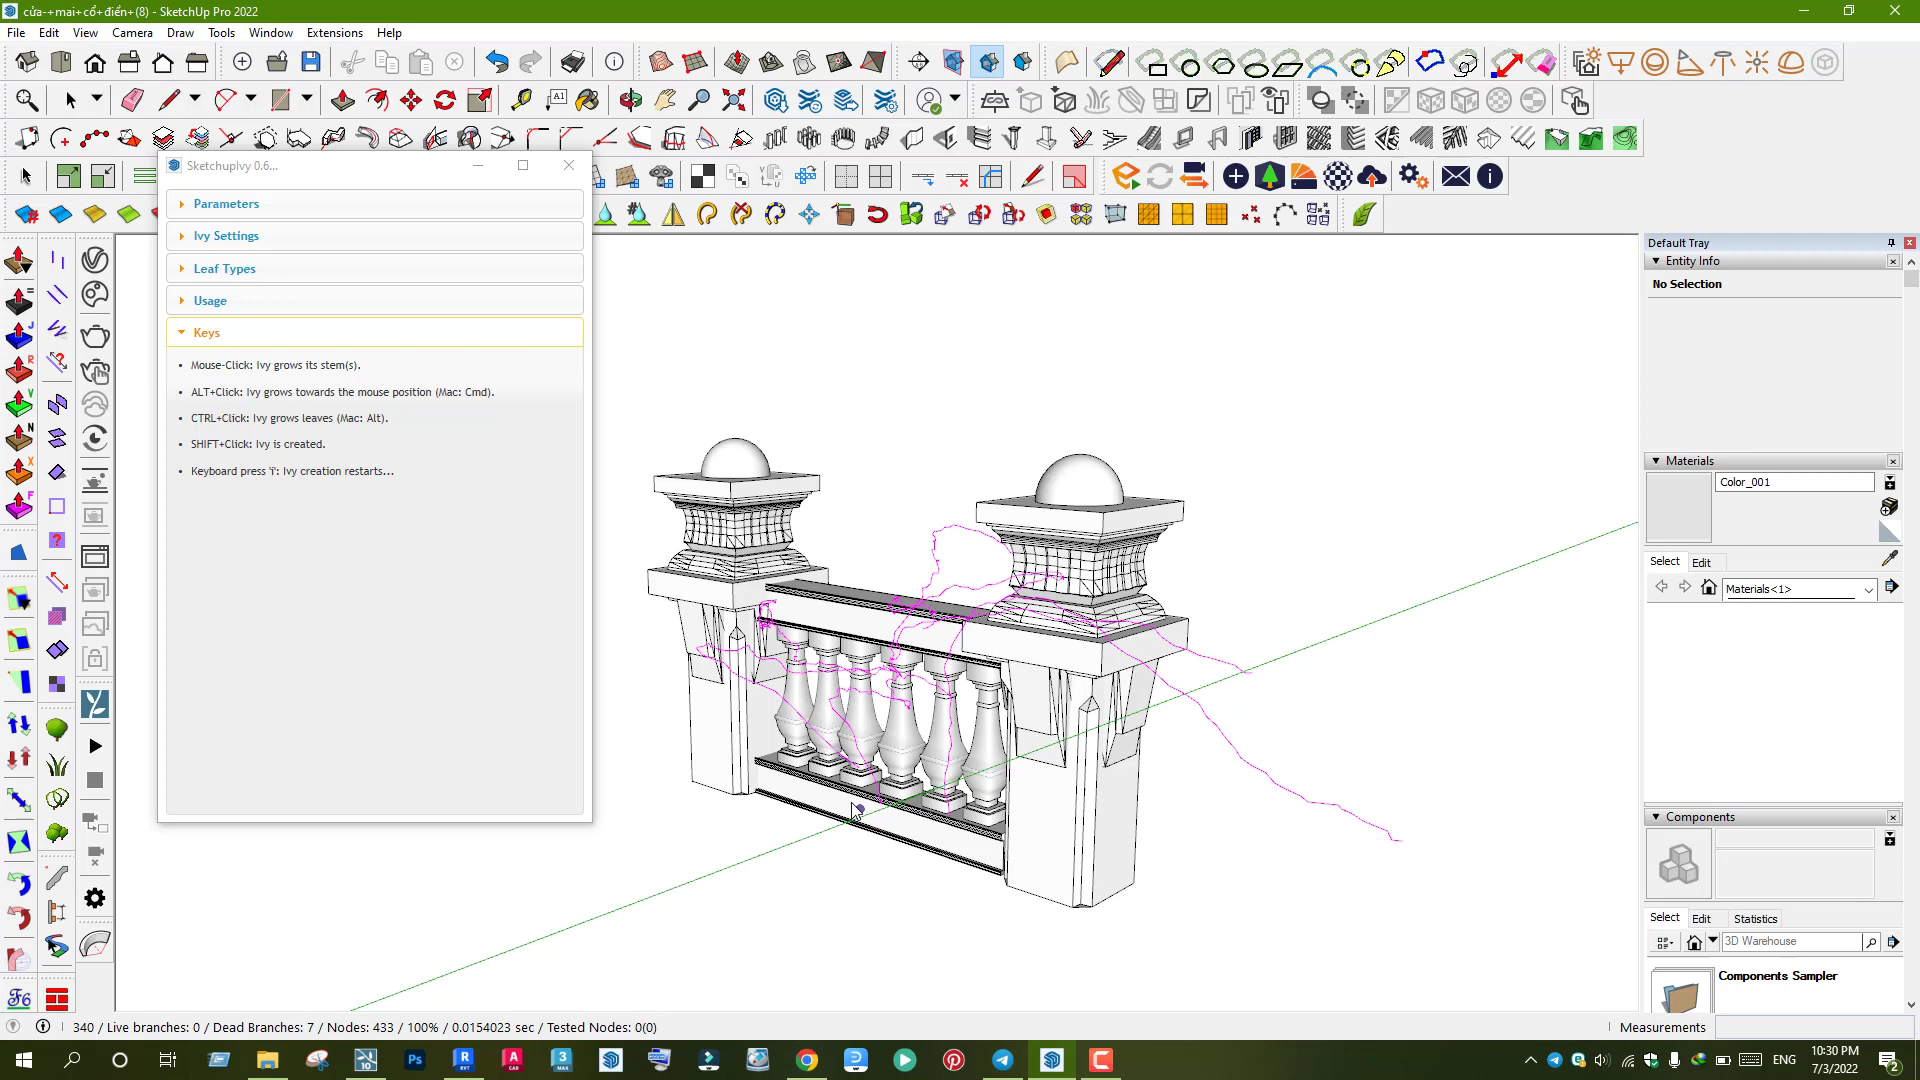 cửa-+mai+cổ+điển+(8) - SketchUp Pro 2022
File Edit View Camera Draw Tools Window Extensions Help
A1
SketchupIvy 0.6...
Parameters
Ivy Settings
Leaf Types
Usage
Keys
Mouse-Click: Ivy grows its stem(s).
ALT+Click: Ivy grows towards the mouse position (Mac: Cmd).
CTRL+Click: Ivy grows leaves (Mac: Alt).
SHIFT+Click: Ivy is created.
Keyboard press 'i': Ivy creation restarts...
Default Tray
Entity Info
No Selection
Materials
Color_001
Select Edit
Materials<1>
Components
Select Edit Statistics
3D Warehouse
Components Sampler
340 / Live branches: 0 / Dead Branches: 7 / Nodes: 433 / 100% / 0.0154023 sec / Tested Nodes: 0(0)
Measurements
ENG
10:30 PM
7/3/2022